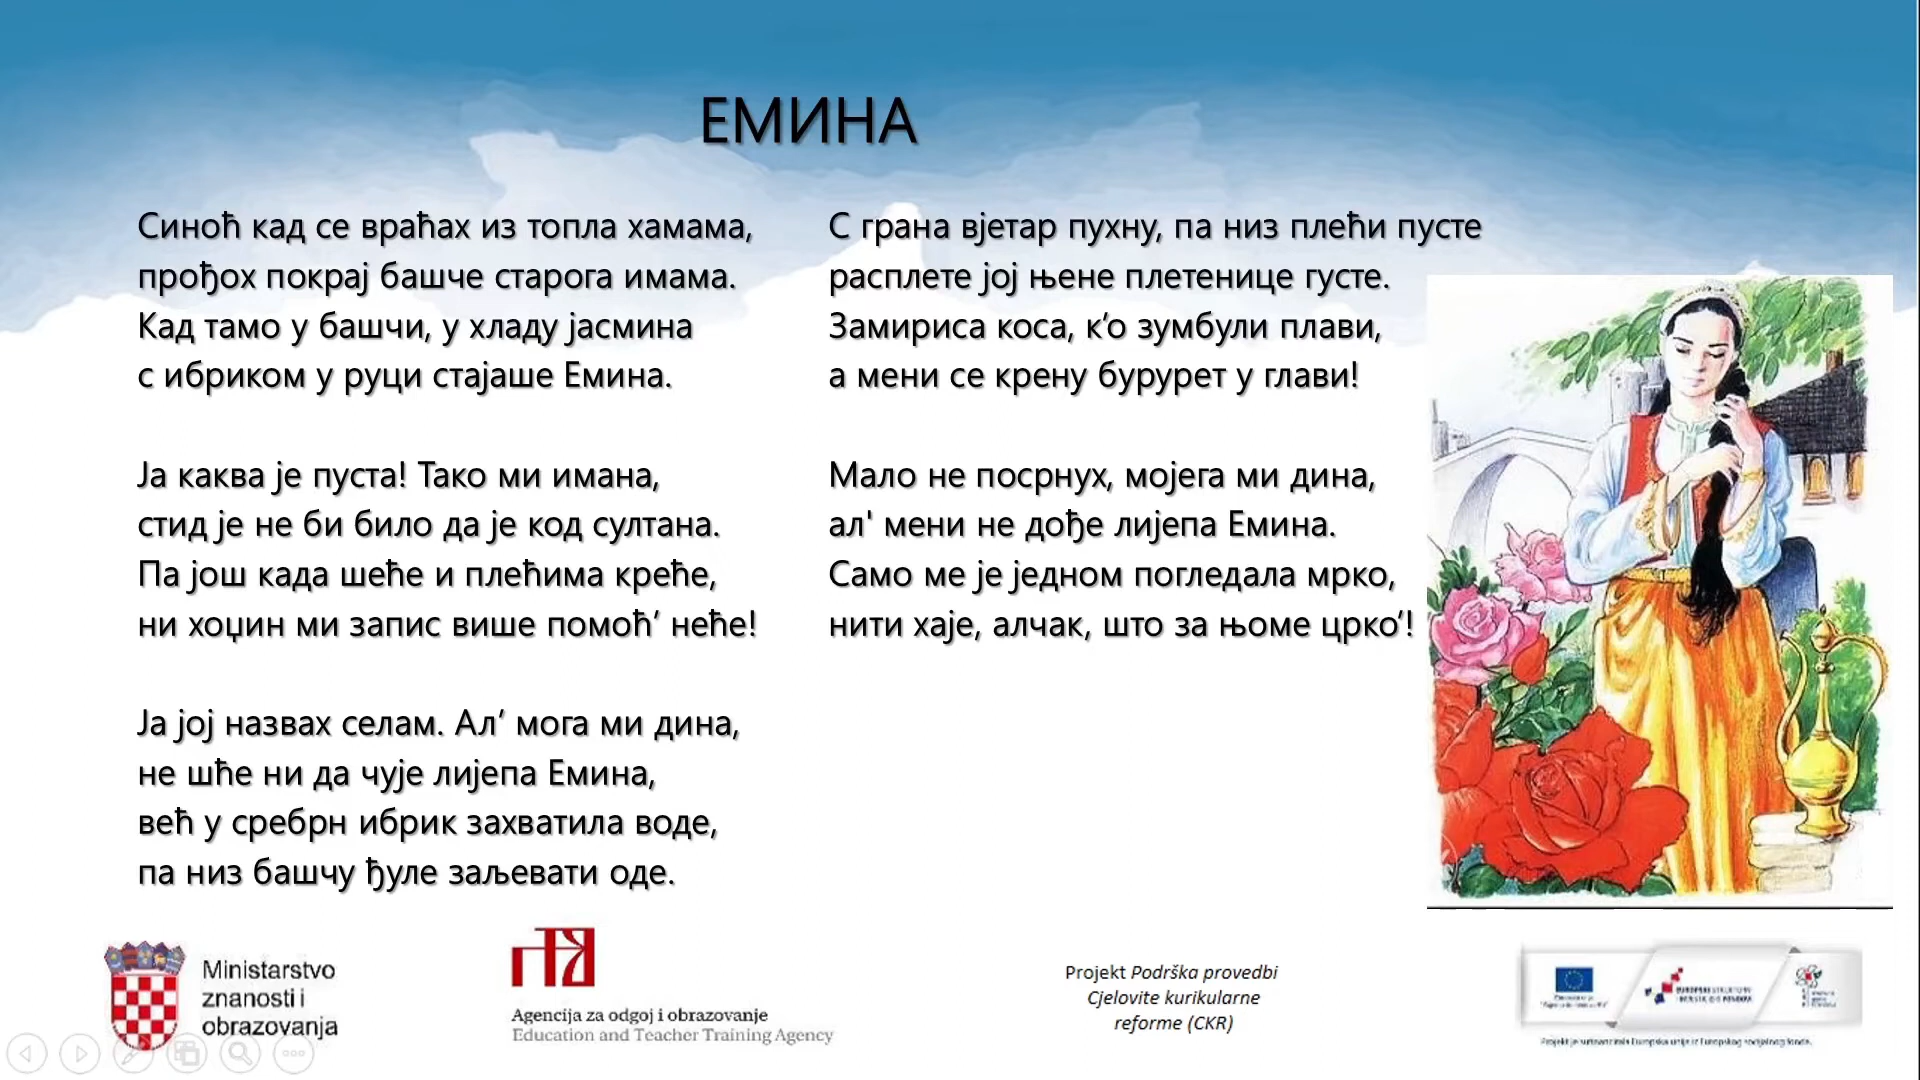 ЕМИНА
Синоћ кад се враћах из топла хамама,
прођох покрај башче старога имама.
Кад тамо у башчи, у хладу јасмина
с ибриком у руци стајаше Емина.
Ја каква је пуста! Тако ми имана,
стид је не би било да је код султана.
Па још када шеће и плећима креће,
ни хоџин ми запис више помоћ’ неће!
Ја јој назвах селам. Ал’ мога ми дина,
не шће ни да чује лијепа Емина,
већ у сребрн ибрик захватила воде,
па низ башчу ђуле заљевати оде.
С грана вјетар пухну, па низ плећи пусте
расплете јој њене плетенице густе.
Замириса коса, к’о зумбули плави,
а мени се крену бурурет у глави!
Мало не посрнух, мојега ми дина,
ал' мени не дође лијепа Емина.
Само ме је једном погледала мрко,
нити хаје, алчак, што за њоме црко’!
Ministarstvo
znanosti i
obrazovanja
Agencija za odgoj i obrazovanje
Education and Teacher Training Agency
Projekt Podrška provedbi
Cjelovite kurikularne
reforme (CKR)